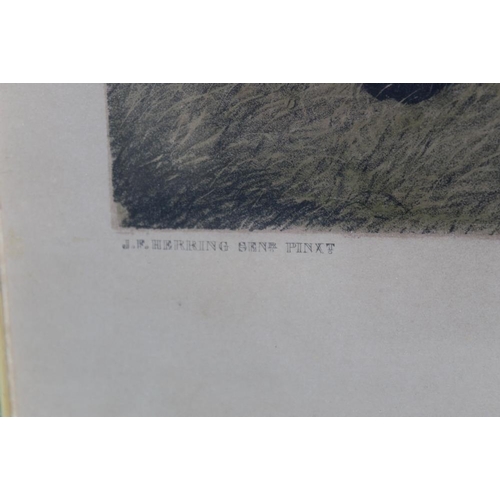 J.F. HERRING SENR PINXT